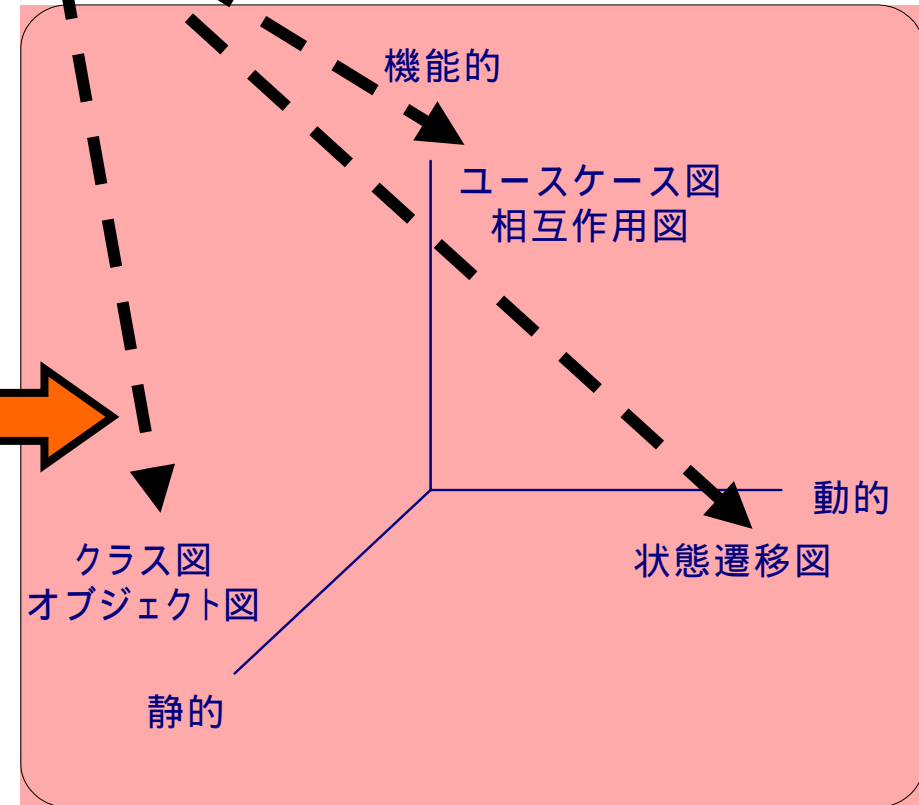 機能的
ユースケース図
相互作用図
動的
状態遷移図
クラス図
オブジェクト図
静的